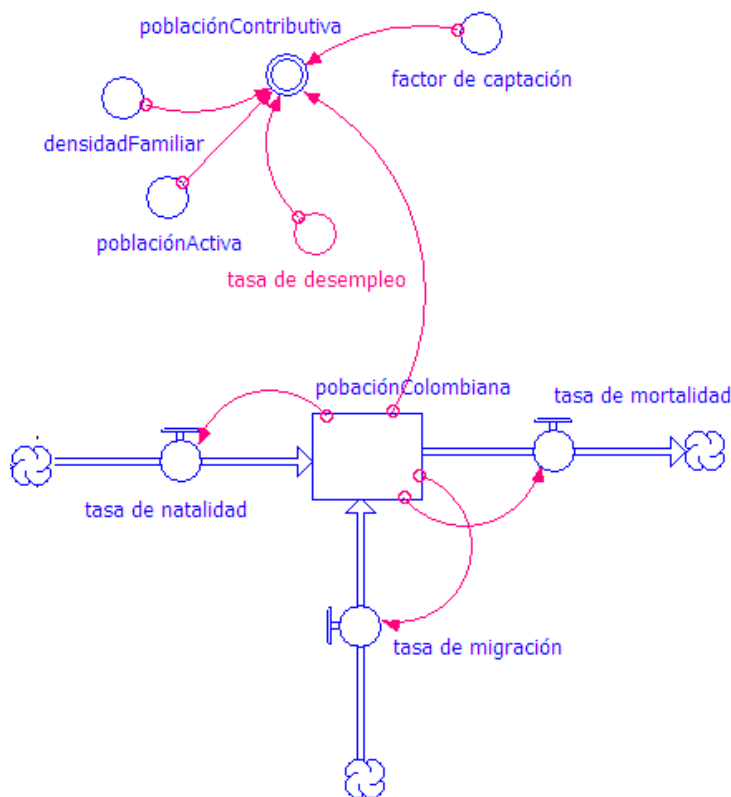 poblaciónContributiva
factor de captación
densidadFamiliar
poblaciónActiva
tasa de desempleo
pobaciónColombiana
tasa de mortalidad
tasa de natalidad
tasa de migración